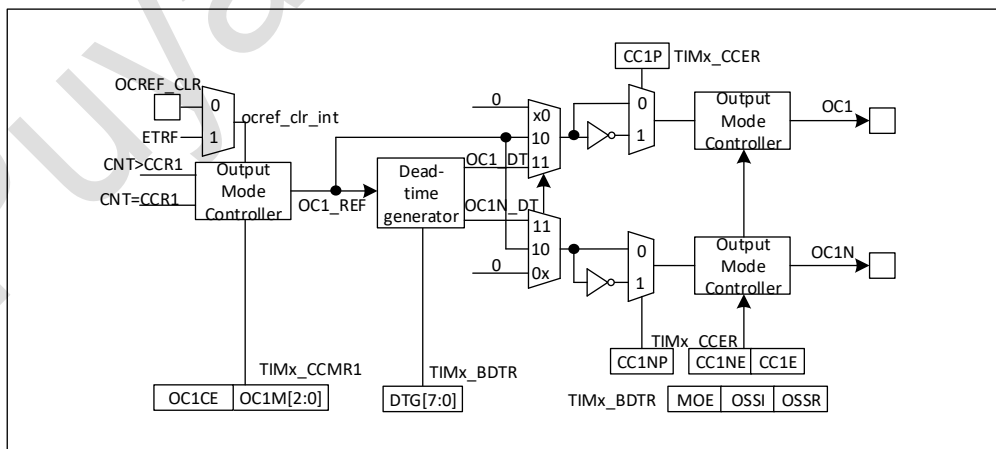 Puya
CC1P TIMx_CCER
OCREF_CLR
0
ETRF
1
ocref_clr_int
CNT>CCR1
CNT=CCR1
Output
Mode
Controller
OC1_REF
Dead-
time
generator
OC1_DT
OC1N_DT
0
x0
10
11
11
10
0
0x
0
1
Output
Mode
Controller
OC1
0
1
Output
Mode
Controller
OC1N
TIMx_CCER
CC1NP CC1NE CC1E
TIMx_CCMR1
OC1CE OC1M[2:0]
TIMx_BDTR
DTG[7:0]
TIMx_BDTR MOE OSSI OSSR